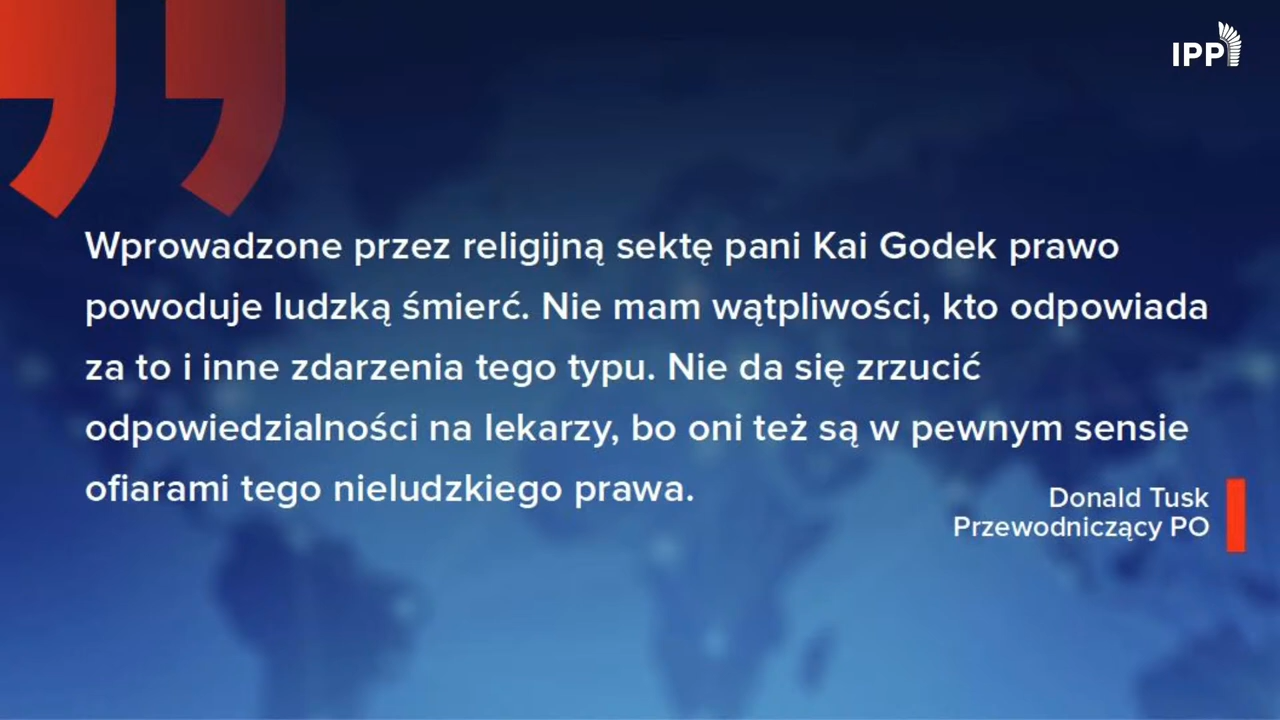 IPP
Wprowadzone przez religijną sektę pani Kai Godek prawo
powoduje ludzką śmierć. Nie mam wątpliwości, kto odpowiada
za to i inne zdarzenia tego typu. Nie da się zrzucić
odpowiedzialności na lekarzy, bo oni też są w pewnym sensie
ofiarami tego nieludzkiego prawa.
Donald Tusk
Przewodniczący PO